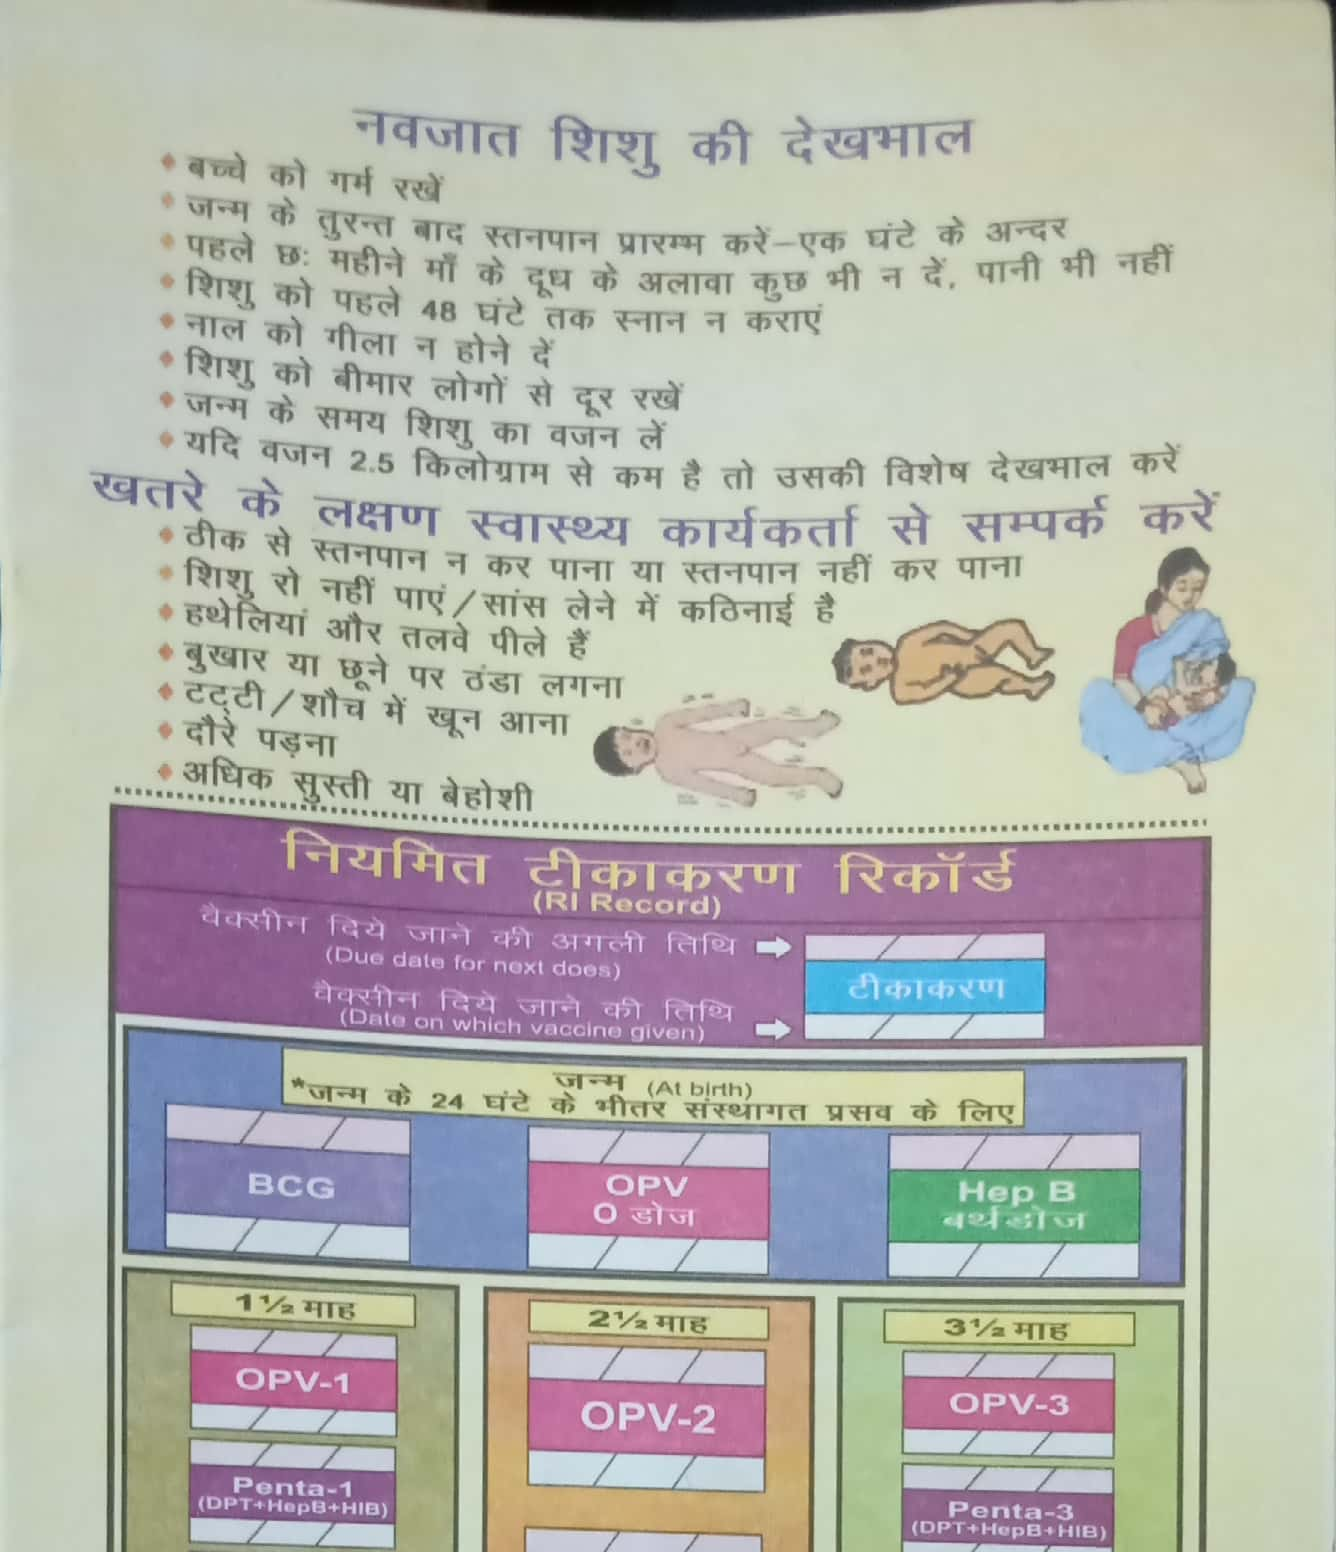 नवजात शिशु की देखभाल
बच्चे को गर्म रखें
जन्म के तुरन्त बाद स्तनपान प्रारम्भ करें–एक घंटे के अन्दर
पहले छः महीने माँ के दूध के अलावा कुछ भी न दें, पानी भी नहीं
शिशु को पहले 48 घंटे तक स्नान न कराएं
नाल को गीला न होने दें
शिशु को बीमार लोगों से दूर रखें
जन्म के समय शिशु का वजन लें
यदि वजन 2.5 किलोग्राम से कम है तो उसकी विशेष देखभाल करें
खतरे के लक्षण स्वास्थ्य कार्यकर्ता से सम्पर्क करें
ठीक से स्तनपान न कर पाना या स्तनपान नहीं कर पाना
शिशु रो नहीं पाएं/सांस लेने में कठिनाई है
हथेलियां और तलवे पीले हैं
बुखार या छूने पर ठंडा लगना
टट्टी/शौच में खून आना
दौरे पड़ना
अधिक सुस्ती या बेहोशी
नियमित टीकाकरण रिकॉर्ड
(RI Record)
वैक्सीन दिये जाने की अगली तिथि
(Due date for next does)
टीकाकरण
वैक्सीन दिये जाने की तिथि
(Date on which vaccine given)
जन्म (At birth)
*जन्म के 24 घंटे के भीतर संस्थागत प्रसव के लिए
BCG
OPV
0 डोज
Hep B
बर्थडोज
1½ माह
2½ माह
3½ माह
OPV-1
OPV-2
OPV-3
Penta-1
(DPT+HepB+HIB)
Penta-3
(DPT+HepB+HIB)